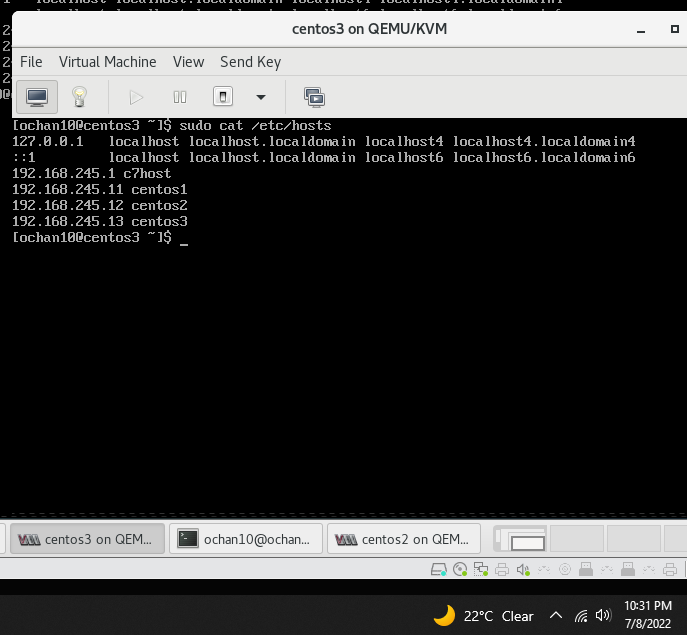 centos3 on QEMU/KVM
File Virtual Machine View Send Key
[ochan10@centos3 ~]$ sudo cat /etc/hosts
127.0.0.1   localhost localhost.localdomain localhost4 localhost4.localdomain4
::1         localhost localhost.localdomain localhost6 localhost6.localdomain6
192.168.245.1 c7host
192.168.245.11 centos1
192.168.245.12 centos2
192.168.245.13 centos3
[ochan10@centos3 ~]$ _
centos3 on QEM... ochan10@ochan... centos2 on QEM...
22°C Clear 10:31 PM
7/8/2022